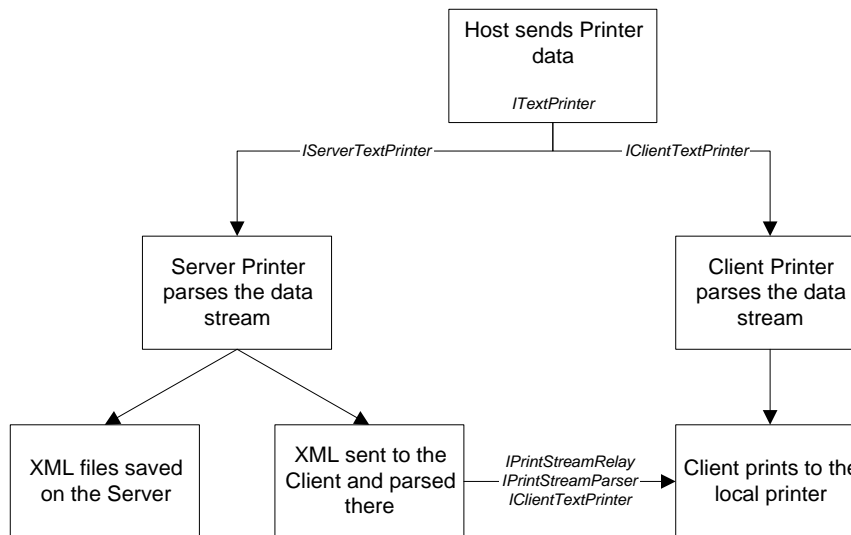 Host sends Printer
data
ITextPrinter
IServerTextPrinter
IClientTextPrinter
Server Printer
parses the data
stream
Client Printer
parses the data
stream
XML files saved
on the Server
XML sent to the
Client and parsed
there
IPrintStreamRelay
IPrintStreamParser
IClientTextPrinter
Client prints to the
local printer